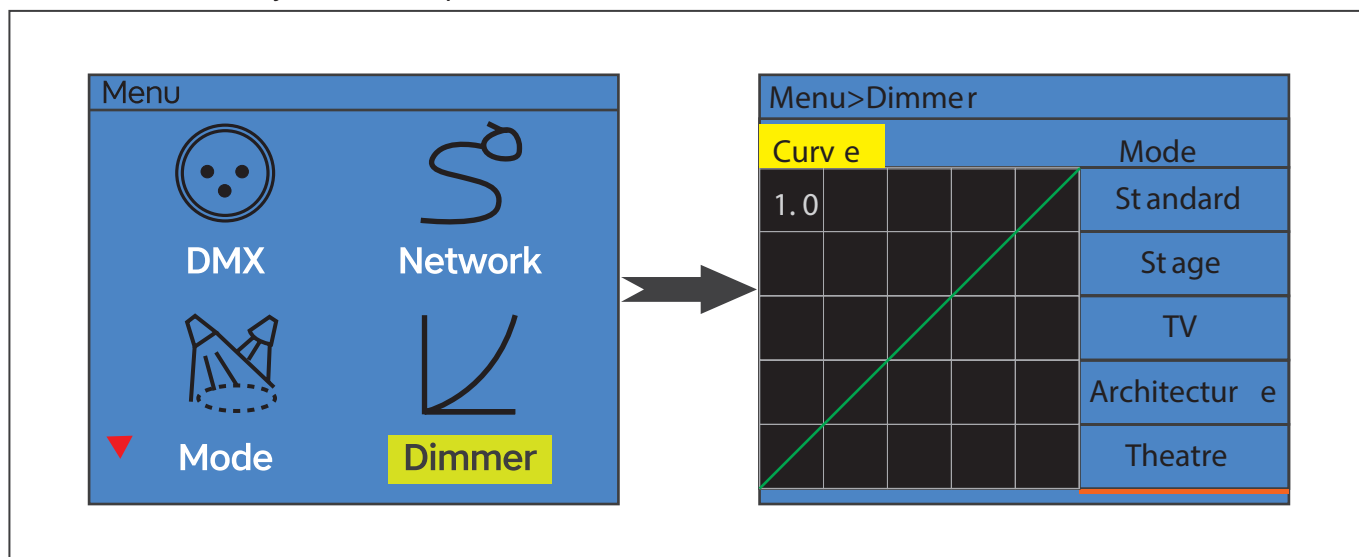 Menu
DMX
Network
Mode
Dimmer
Menu>Dimmer
Curve
Mode
1.0
Standard
Stage
TV
Architecture
Theatre